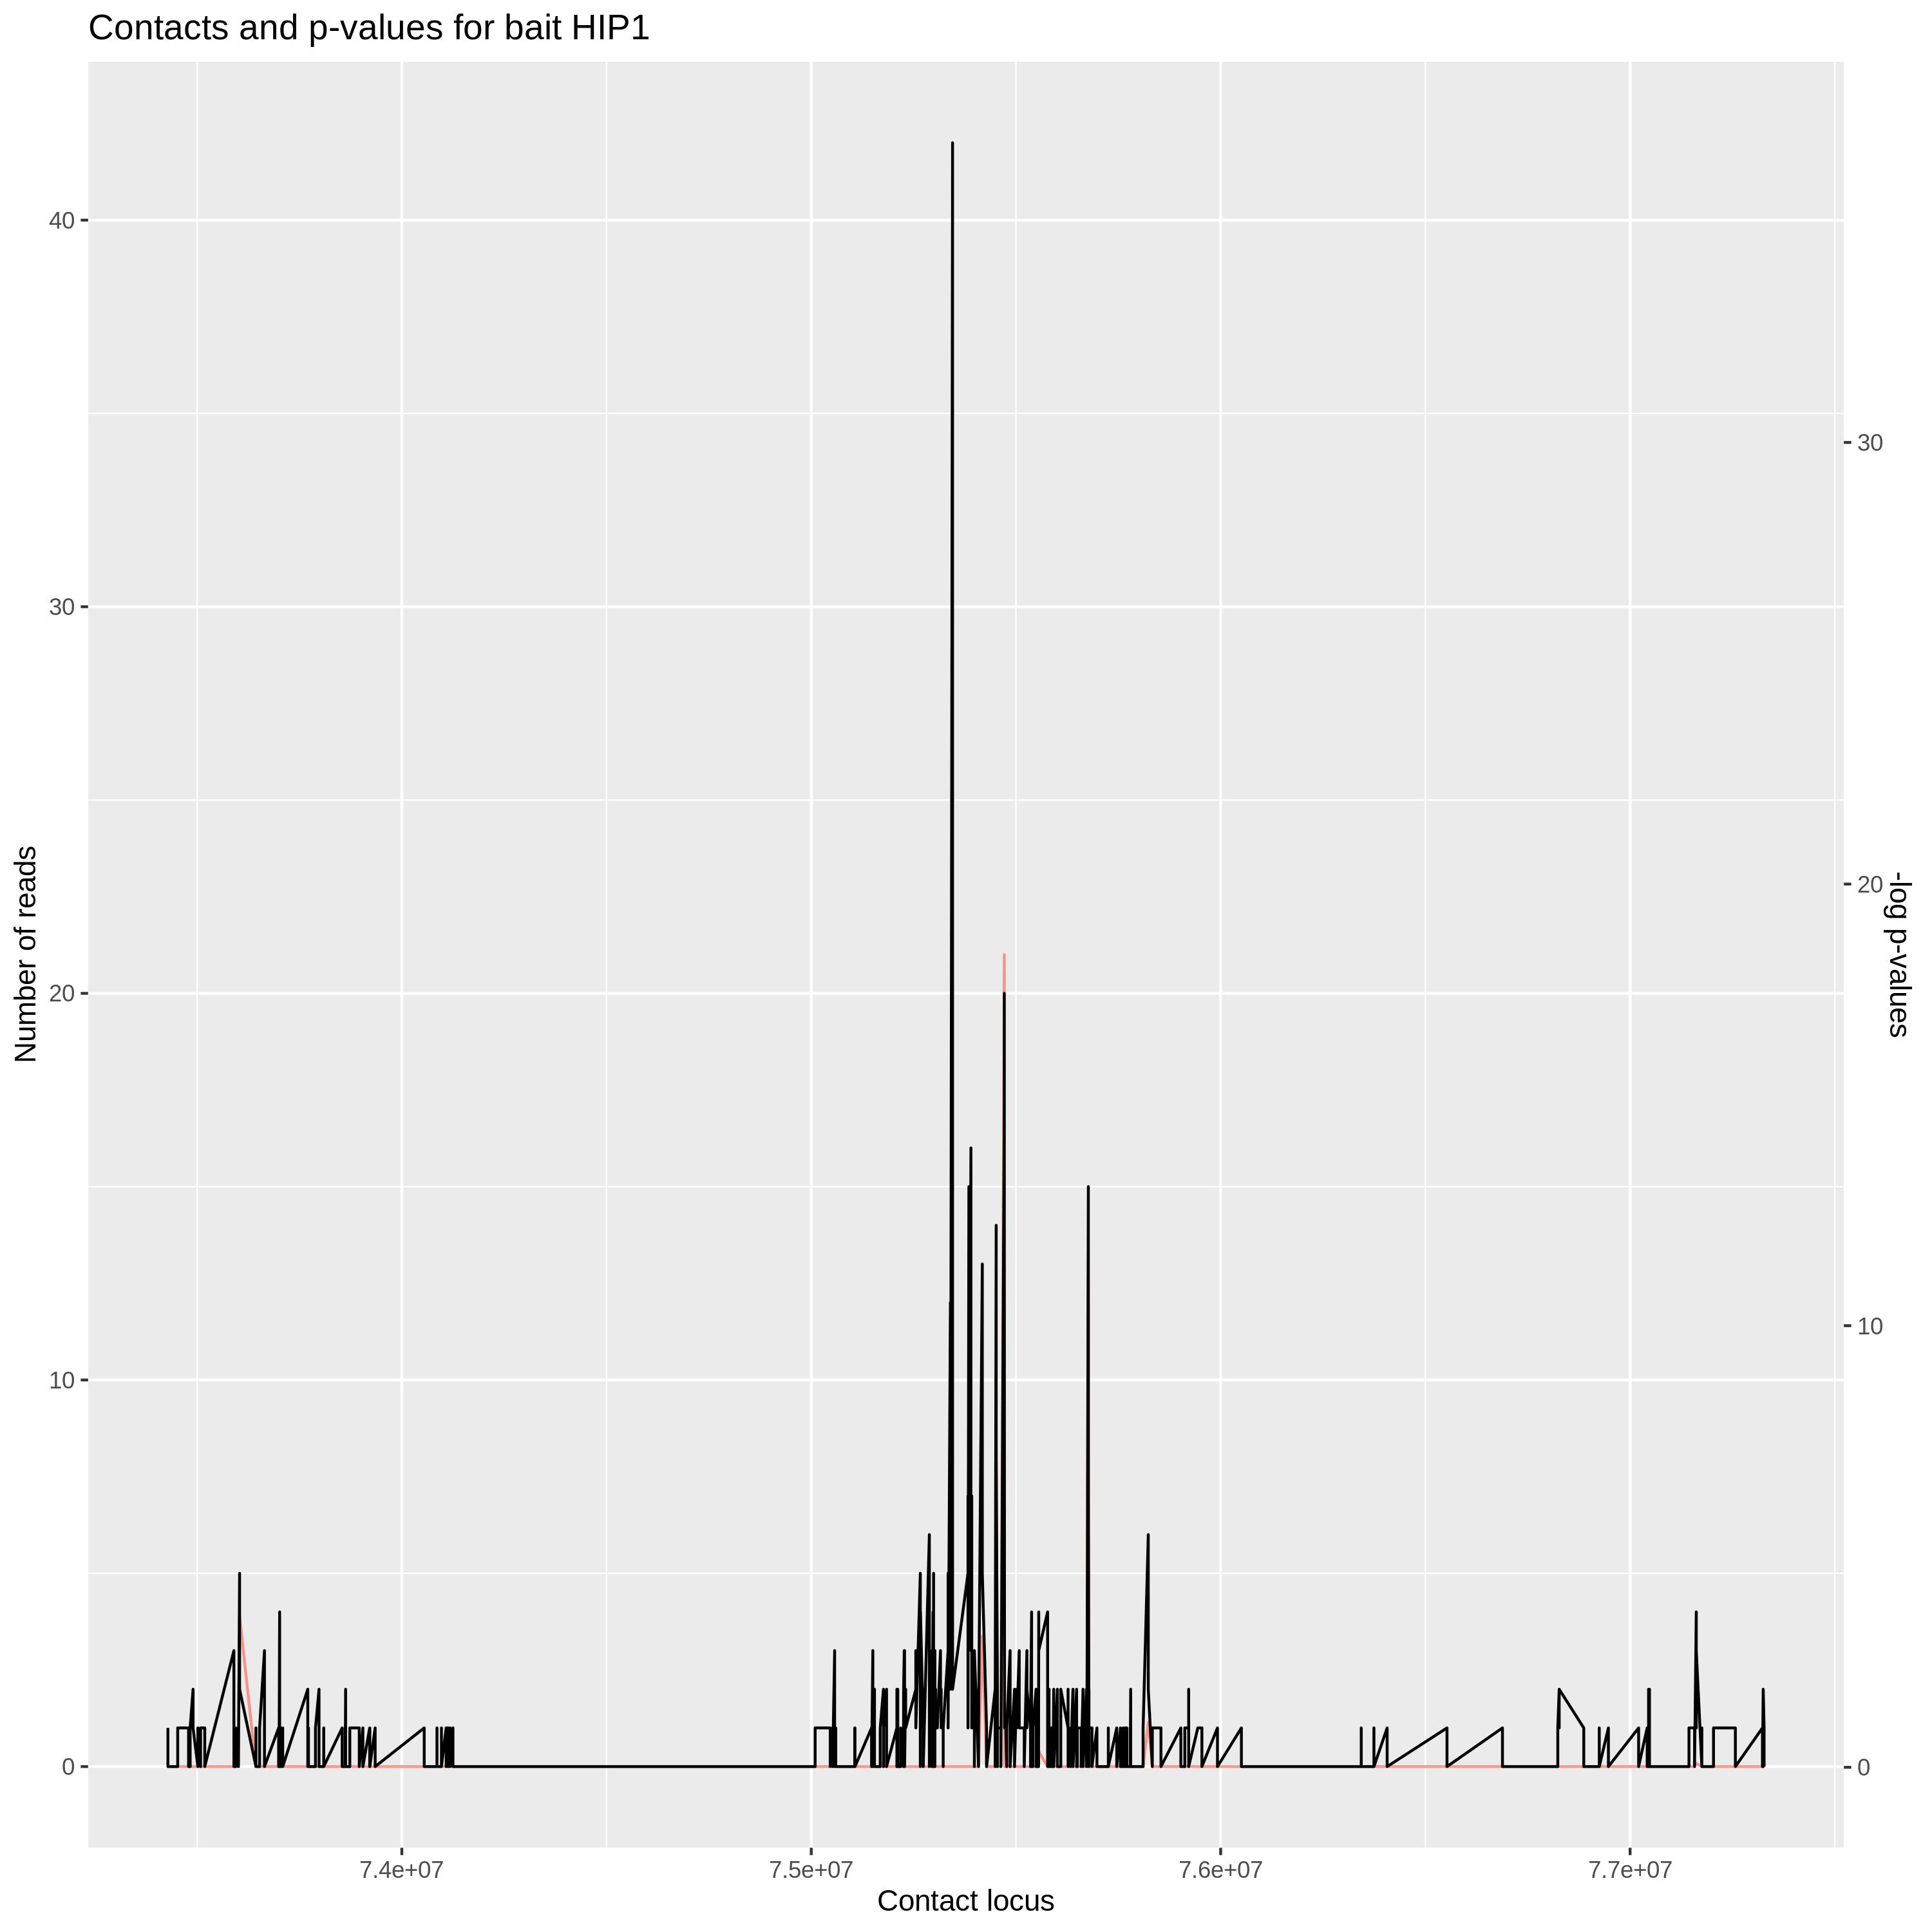 Contacts and p-values for bait HIP1
Number of reads
40
30
20
10
0
30
20
10
0
-log p-values
7.4e+07
7.5e+07
7.6e+07
7.7e+07
Contact locus